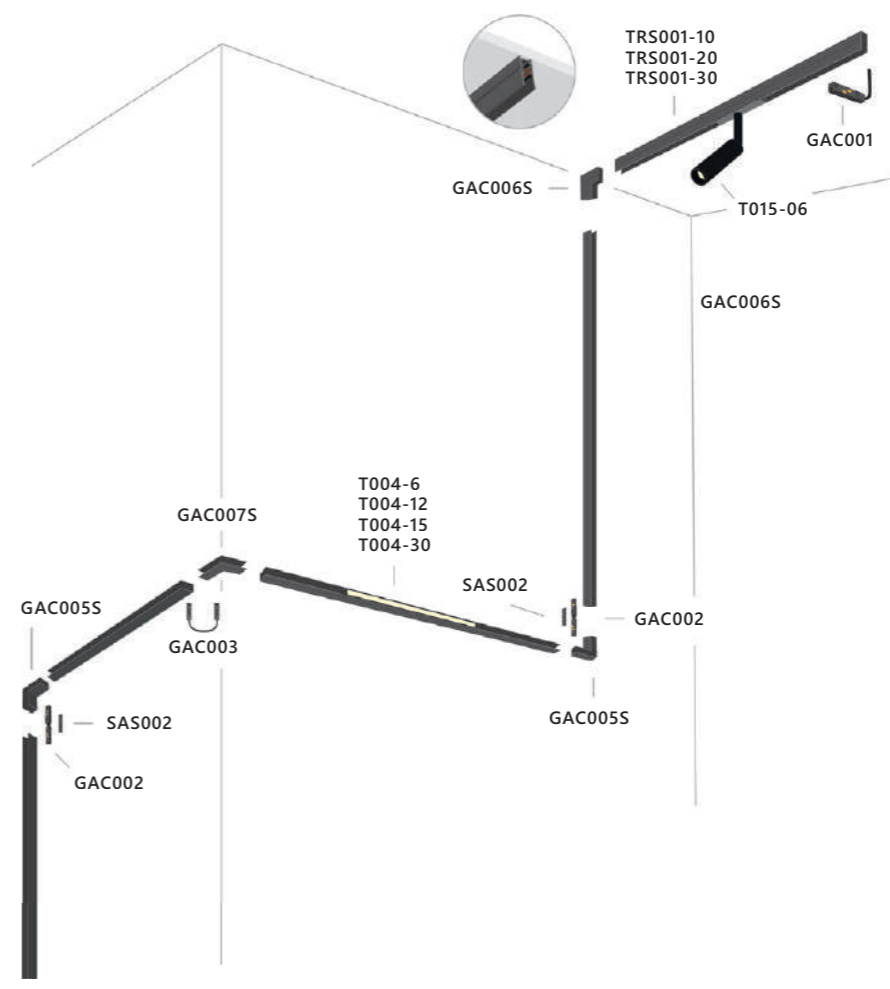 TRS001-10
TRS001-20
TRS001-30
GAC001
GAC006S
T015-06
GAC006S
T004-6
T004-12
T004-15
T004-30
GAC007S
SAS002
GAC005S
GAC002
GAC003
GAC005S
SAS002
GAC002